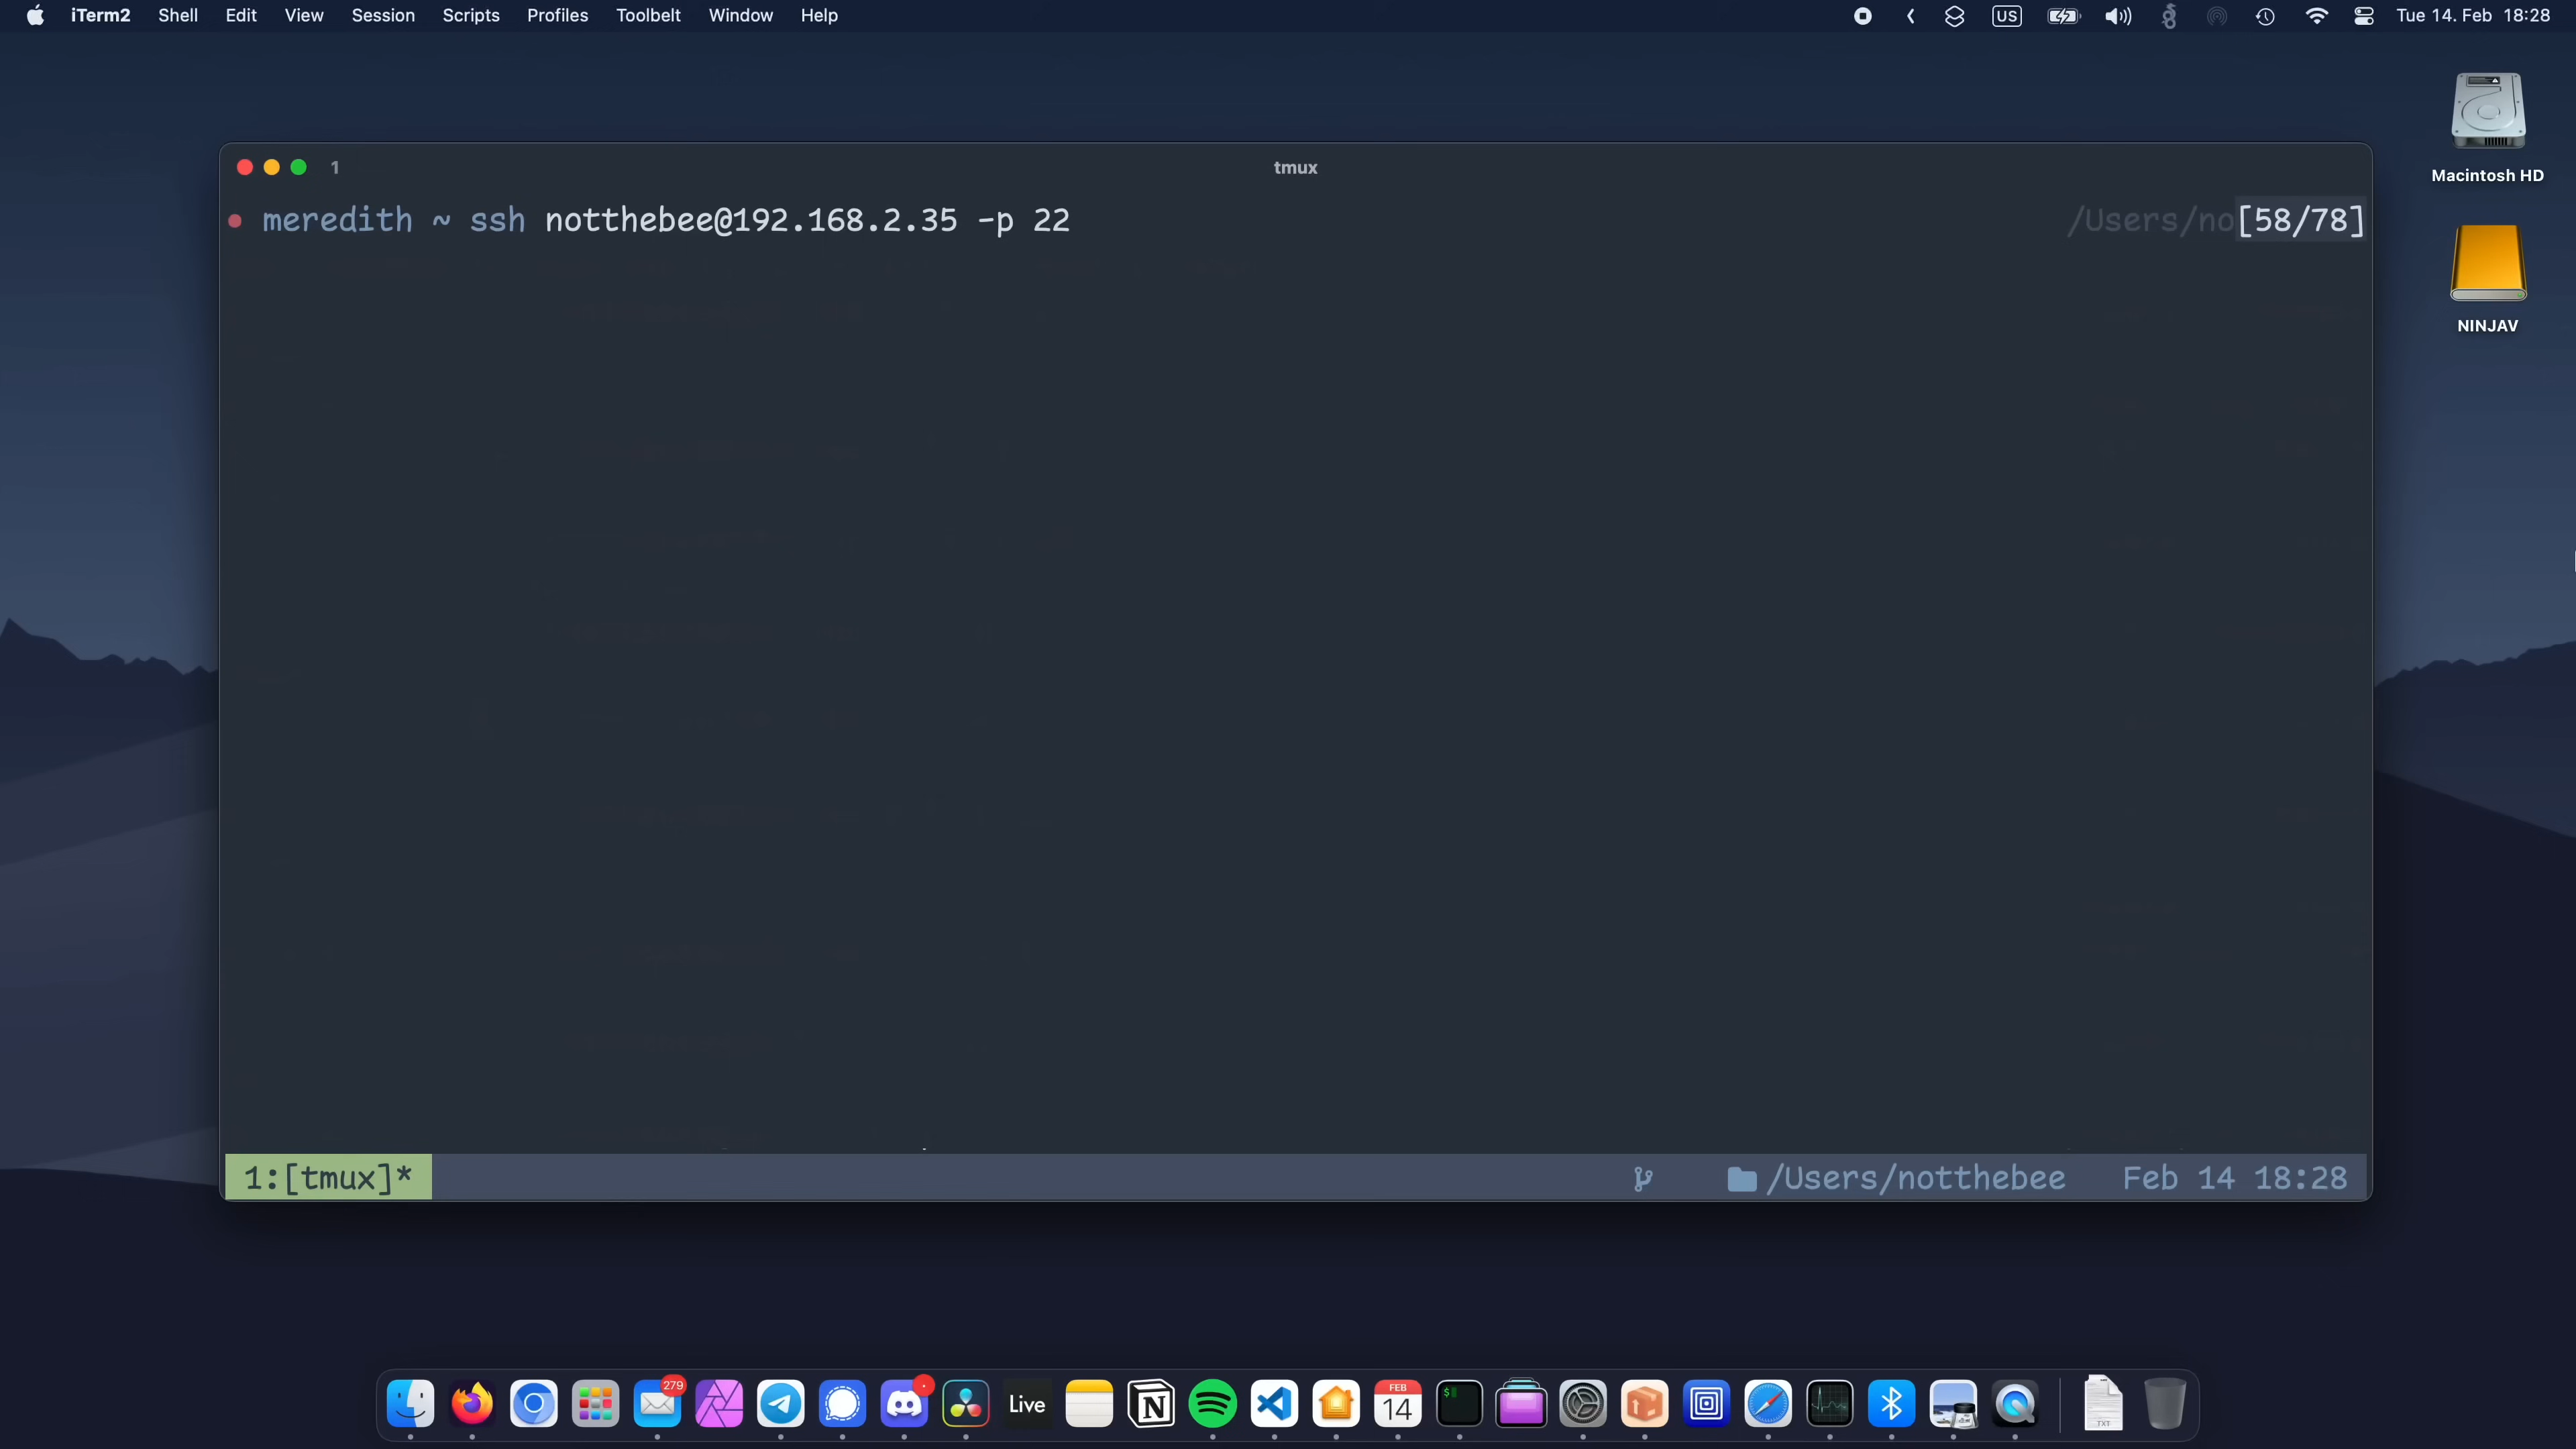 iTerm2 Shell Edit View Session Scripts Profiles Toolbelt Window Help US Tue 14. Feb 18:28
Macintosh HD
NINJAV
1 tmux
meredith ~ ssh notthebee@192.168.2.35 -p 22 /Users/no[58/78]
1:[tmux]* /Users/notthebee Feb 14 18:28
279
Live
FEB
14
$
TXT